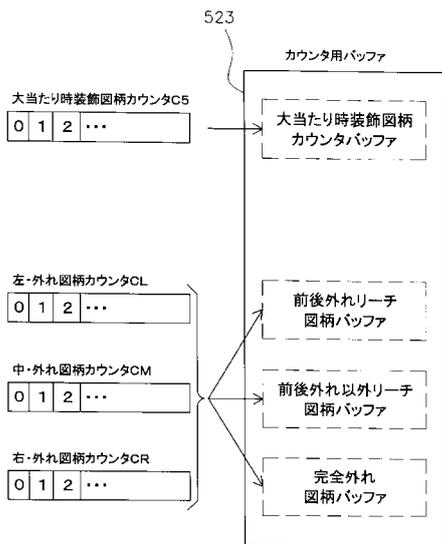 523
カウンタ用バッファ
大当たり時装飾図柄カウンタC5
0 1 2 ・・・
大当たり時装飾図柄
カウンタバッファ
左・外れ図柄カウンタCL
0 1 2 ・・・
前後外れリーチ
図柄バッファ
中・外れ図柄カウンタCM
0 1 2 ・・・
前後外れ以外リーチ
図柄バッファ
右・外れ図柄カウンタCR
0 1 2 ・・・
完全外れ
図柄バッファ